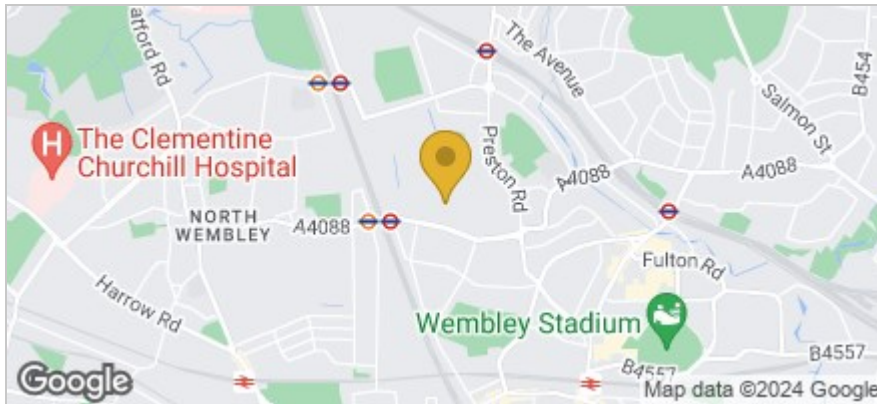 atford Rd
The Avenue
B454
Salmon St
H The Clementine
Churchill Hospital
Preston Rd
A4088
A4088
NORTH
WEMBLEY
A4088
Fulton Rd
Harrow Rd
Wembley Stadium
B4557
B4557
Google
Map data ©2024 Google